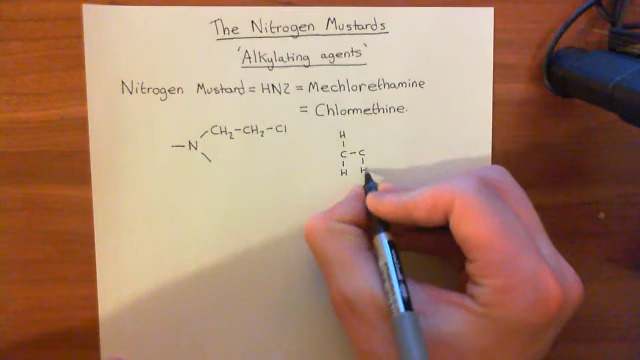 The Nitrogen Mustards
'Alkylating agents'
Nitrogen Mustard = HN2 = Mechlorethamine
= Chlormethine.
H
CH2-CH2-Cl
-N
C-C
H H